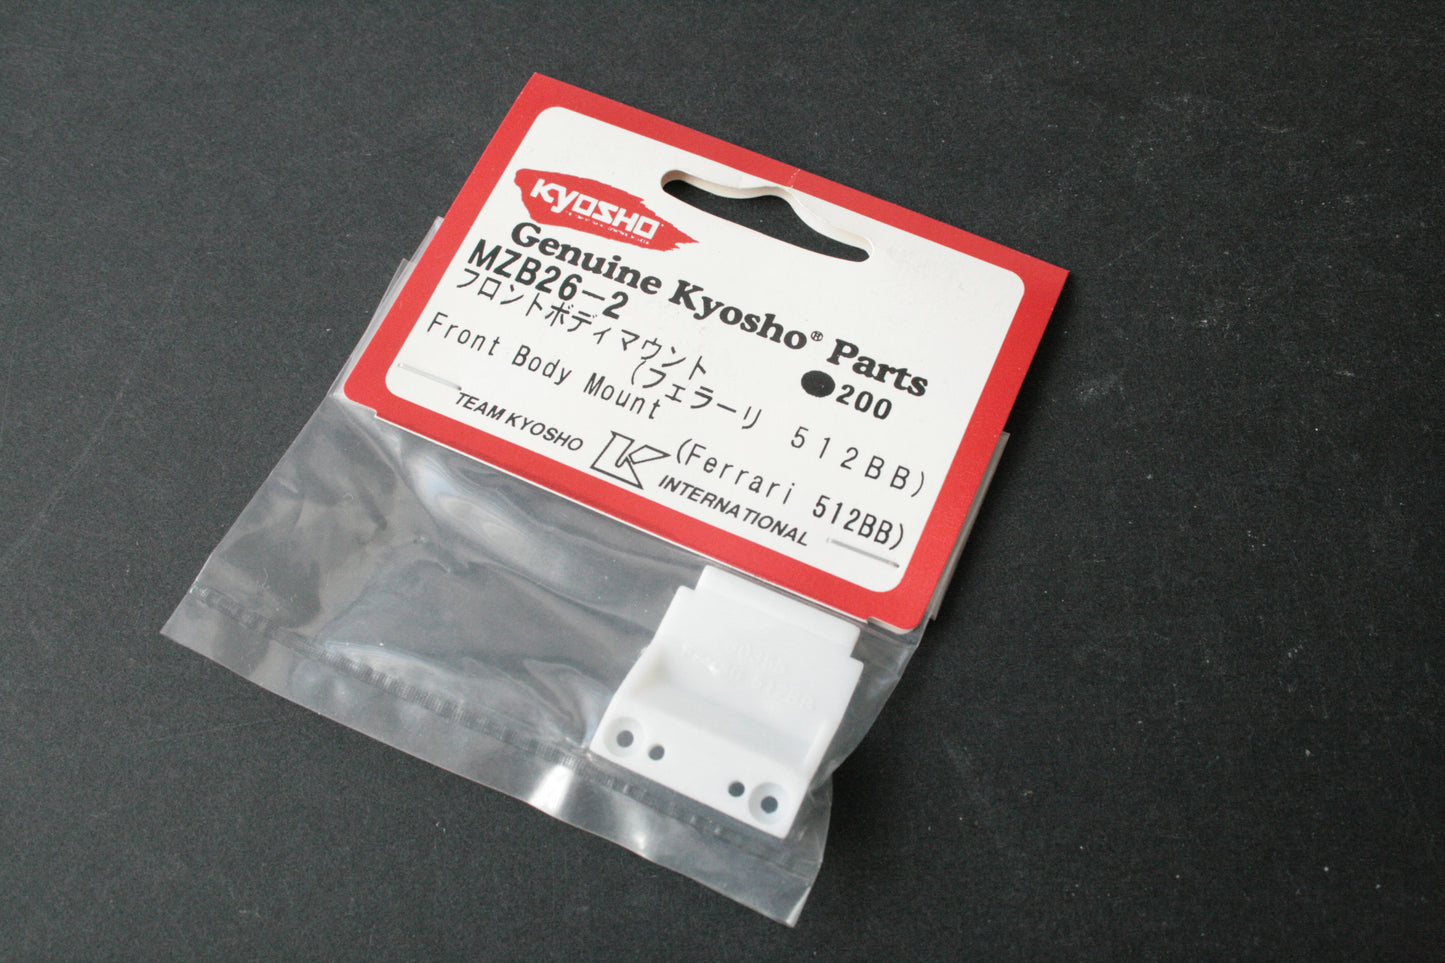 KYOSHO
Genuine Kyosho® Parts
MZB26-2
●200
フロントボディマウント
(フェラーリ 512BB)
Front Body Mount
(Ferrari 512BB)
TEAM KYOSHO
K
INTERNATIONAL
512BB